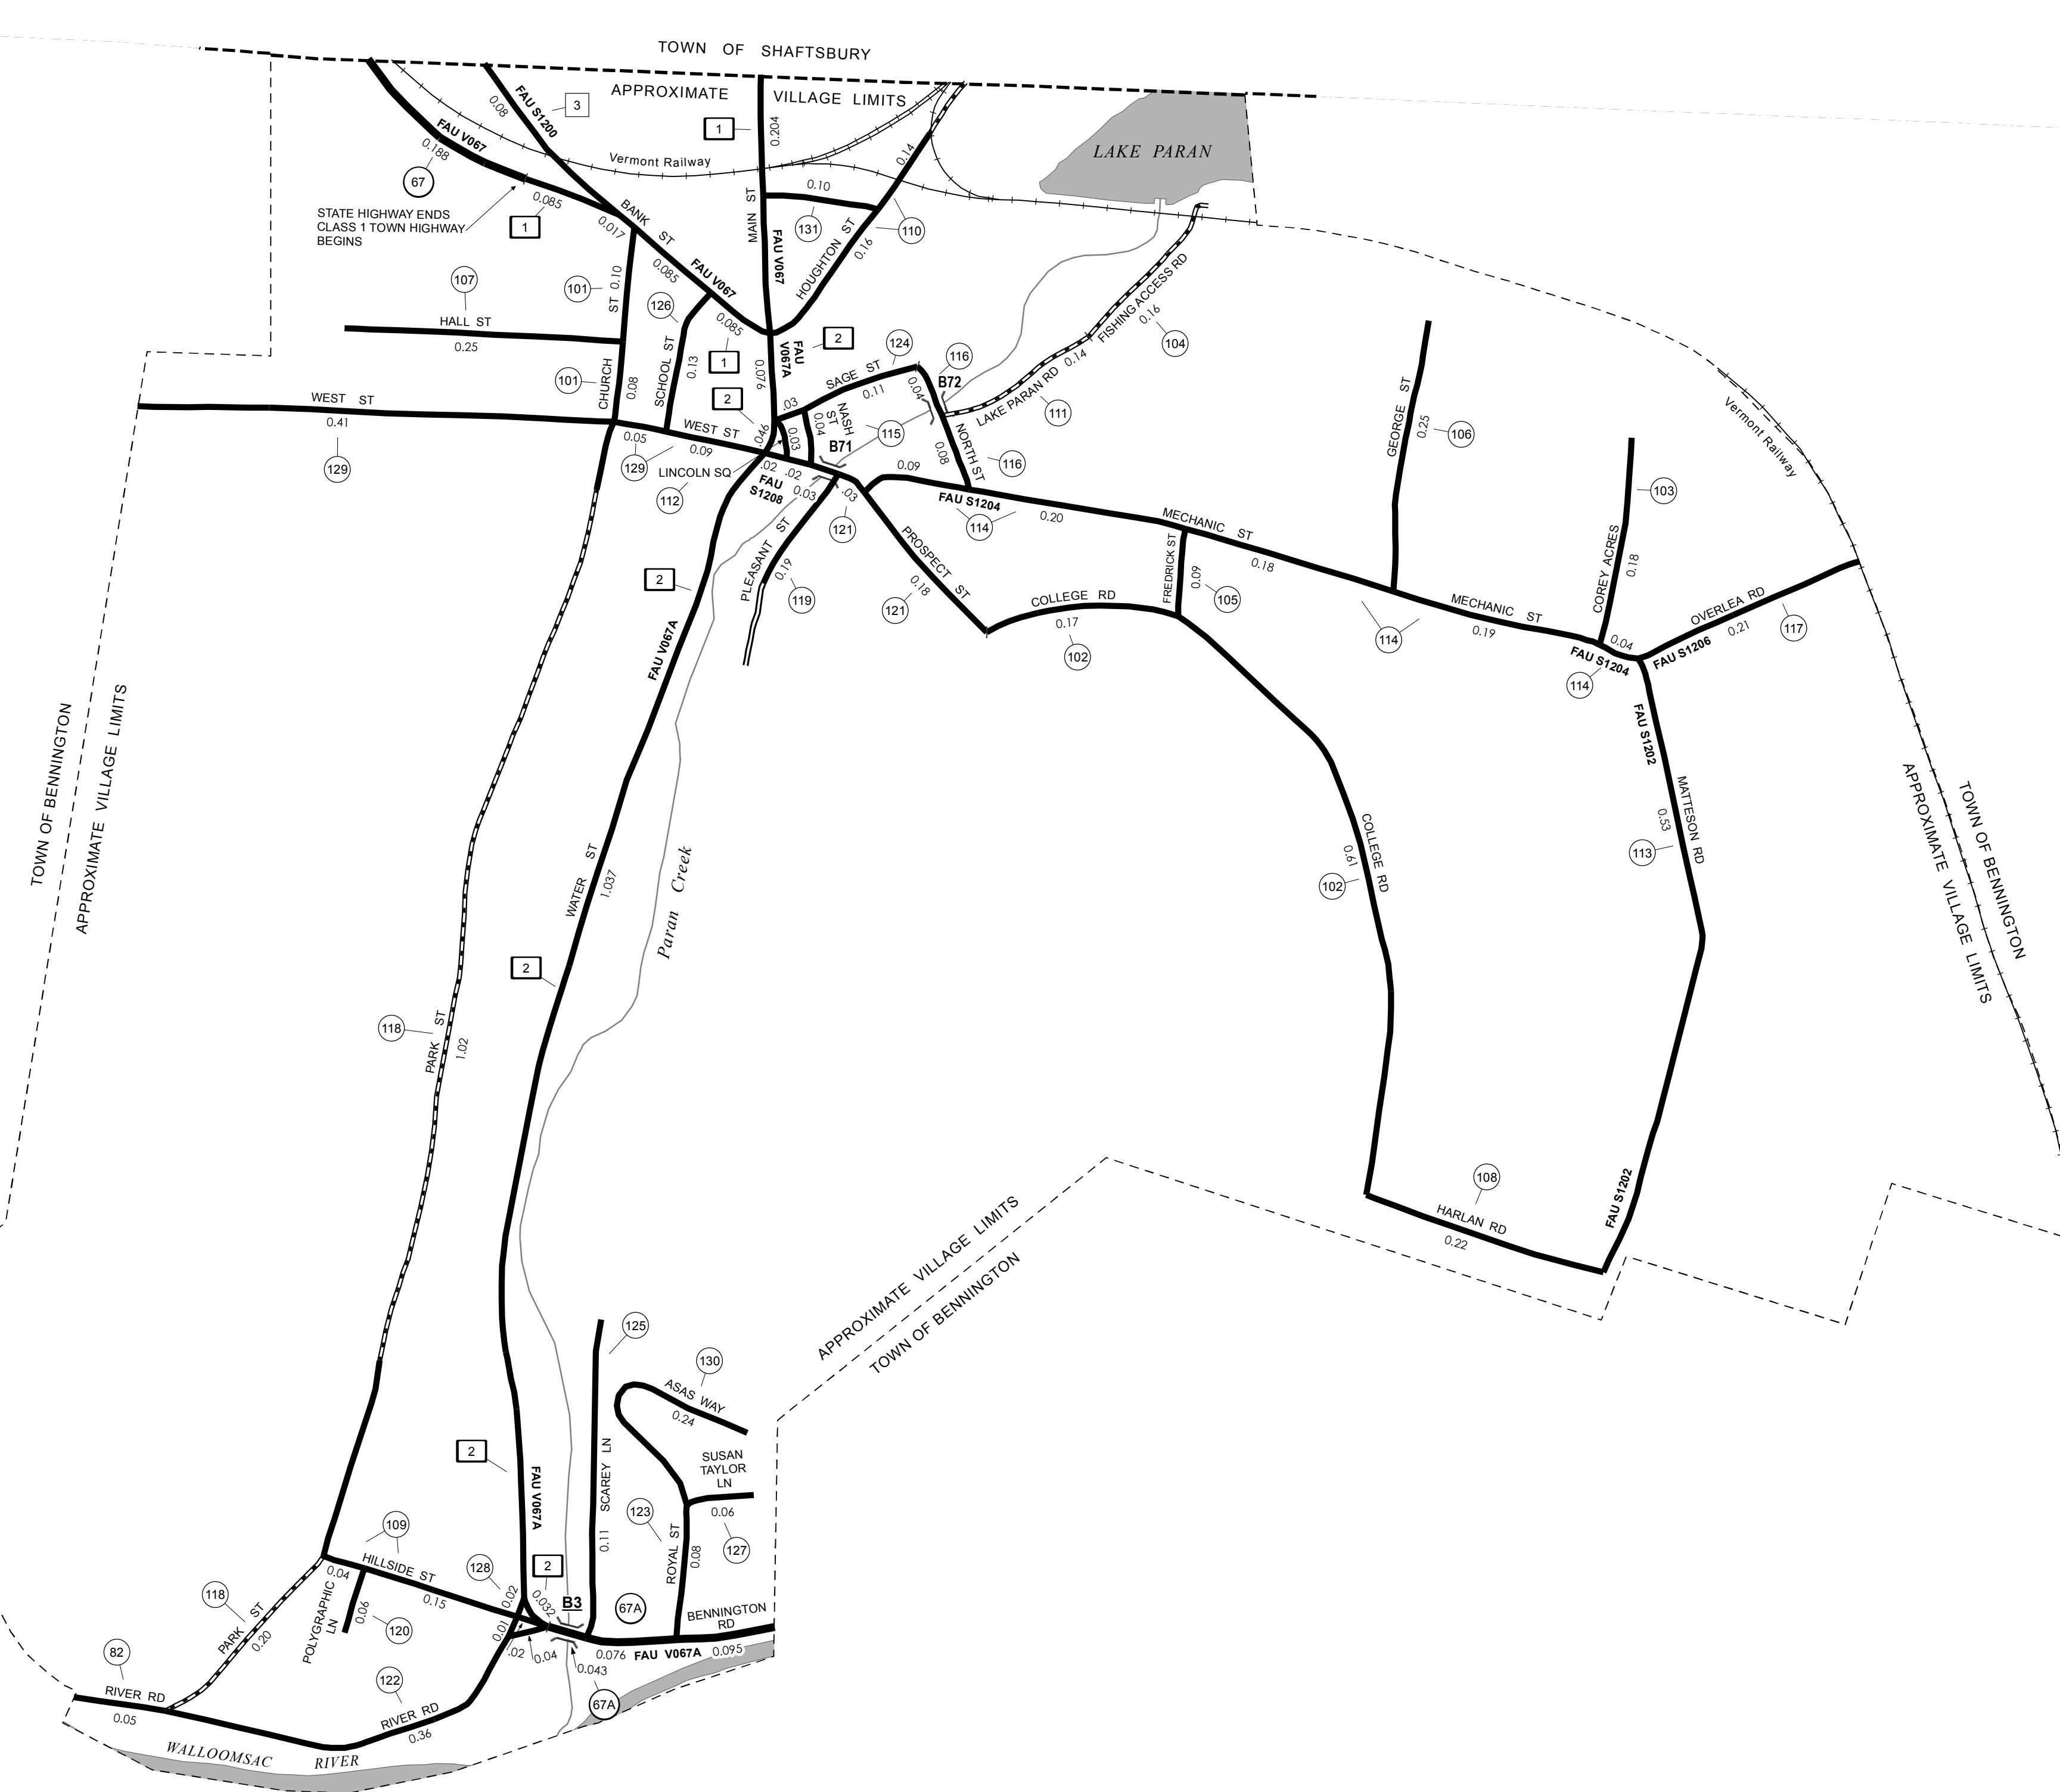 TOWN OF SHAFTSBURY
APPROXIMATE VILLAGE LIMITS
FAU S1200
0.08
3
FAU V067
0.188
67
1
0.204
Vermont Railway
LAKE PARAN
STATE HIGHWAY ENDS
CLASS 1 TOWN HIGHWAY
BEGINS
0.085
1
0.017
BANK ST
0.085
FAU V067
MAIN ST
FAU V067
0.10
131
0.14
110
HOUGHTON ST
0.16
107
HALL ST
0.25
101
ST 0.10
126
SCHOOL ST
0.13
0.085
1
FAU
V067A
2
0.076
2
101
CHURCH
0.08
SAGE ST
124
0.11
.03
NASH
ST
0.04
115
B71
116
B72
0.04
LAKE PARAN RD
0.14
111
FISHING ACCESS RD
0.16
104
WEST ST
0.41
129
0.05
129
WEST ST
0.09
.046
0.03
LINCOLN SQ
112
.02
.02
FAU
S1208
0.03
.03
121
NORTH ST
0.08
116
0.09
FAU S1204
114
0.20
MECHANIC ST
0.18
GEORGE ST
0.25
106
103
COREY ACRES
0.18
Vermont Railway
2
PLEASANT ST
0.19
119
PROSPECT ST
0.18
121
COLLEGE RD
0.17
102
FREDRICK ST
0.09
105
114
MECHANIC ST
0.19
0.04
FAU S1204
114
OVERLEA RD
0.21
FAU S1206
117
FAU V067A
TOWN OF BENNINGTON
APPROXIMATE VILLAGE LIMITS
FAU S1202
MATTESON RD
0.53
113
COLLEGE RD
0.61
102
TOWN OF BENNINGTON
APPROXIMATE VILLAGE LIMITS
WATER ST
1.037
Paran Creek
2
118
PARK ST
1.02
108
HARLAN RD
0.22
FAU S1202
APPROXIMATE VILLAGE LIMITS
TOWN OF BENNINGTON
125
130
ASAS WAY
0.24
2
FAU V067A
SCAREY LN
0.11
SUSAN
TAYLOR
LN
0.06
127
123
ROYAL ST
0.08
109
HILLSIDE ST
0.04
0.15
128
0.02
2
0.032
B3
67A
BENNINGTON
RD
118
PARK ST
0.20
POLYGRAPHIC
LN
0.06
120
0.01
.02
0.04
0.043
0.076
FAU V067A
0.095
67A
82
RIVER RD
0.05
122
RIVER RD
0.36
WALLOOMSAC RIVER